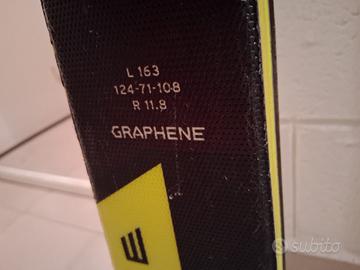 L 163
124-71-108
R 11.8
GRAPHENE
subito